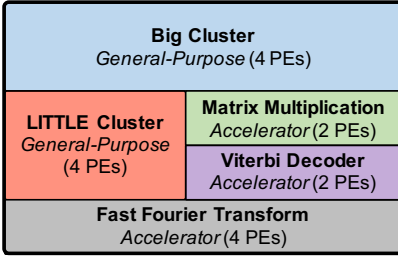 Big Cluster
General-Purpose (4 PEs)
LITTLE Cluster
General-Purpose
(4 PEs)
Matrix Multiplication
Accelerator (2 PEs)
Viterbi Decoder
Accelerator (2 PEs)
Fast Fourier Transform
Accelerator (4 PEs)